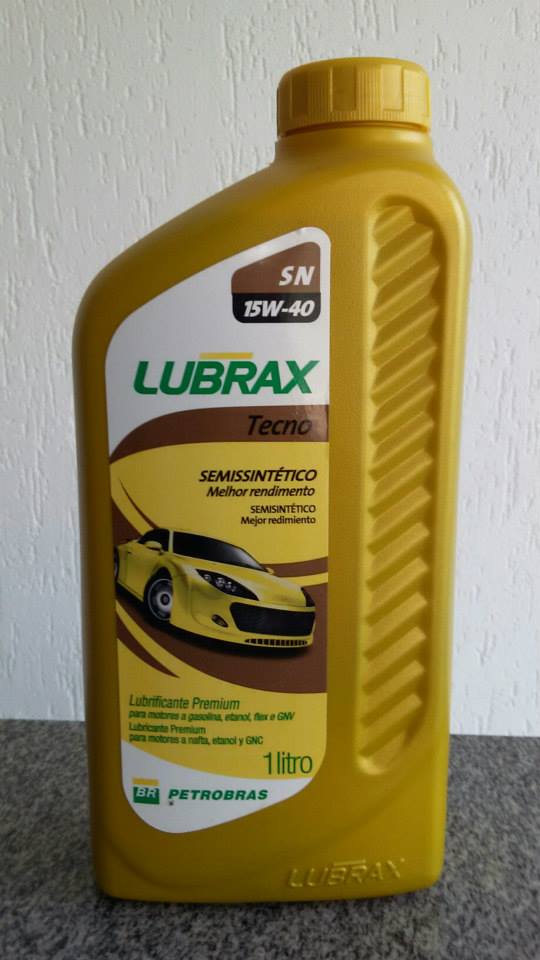 SN
15W-40
LUBRAX
Tecno
SEMISSINTÉTICO
Melhor rendimento
SEMISINTÉTICO
Mejor redimiento
Lubrificante Premium
para motores a gasolina, etanol, flex e GNV
Lubricante Premium
para motores a nafta, etanol y GNC
1 litro
BR PETROBRAS
LUBRAX